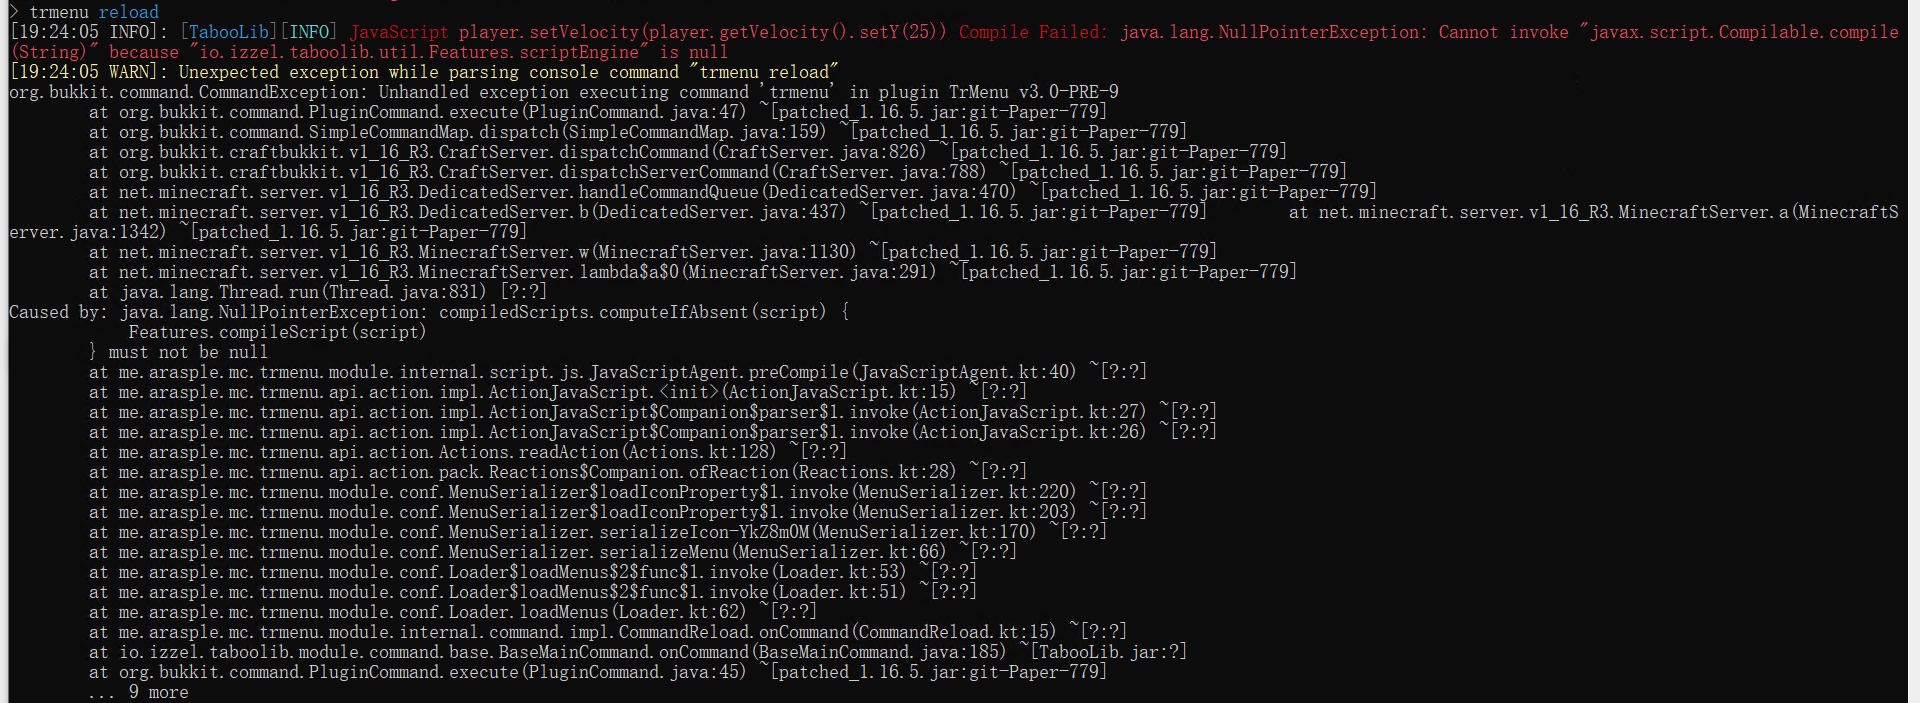 > trmenu reload
[19:24:05 INFO]: [TabooLib][INFO] JavaScript player.setVelocity(player.getVelocity().setY(25)) Compile Failed: java.lang.NullPointerException: Cannot invoke "javax.script.Compilable.compile
(String)" because "io.izzel.taboolib.util.Features.scriptEngine" is null
[19:24:05 WARN]: Unexpected exception while parsing console command "trmenu reload"
org.bukkit.command.CommandException: Unhandled exception executing command 'trmenu' in plugin TrMenu v3.0-PRE-9
at org.bukkit.command.PluginCommand.execute(PluginCommand.java:47) ~[patched_1.16.5.jar:git-Paper-779]
at org.bukkit.command.SimpleCommandMap.dispatch(SimpleCommandMap.java:159) ~[patched_1.16.5.jar:git-Paper-779]
at org.bukkit.craftbukkit.v1_16_R3.CraftServer.dispatchCommand(CraftServer.java:826) ~[patched_1.16.5.jar:git-Paper-779]
at org.bukkit.craftbukkit.v1_16_R3.CraftServer.dispatchServerCommand(CraftServer.java:788) ~[patched_1.16.5.jar:git-Paper-779]
at net.minecraft.server.v1_16_R3.DedicatedServer.handleCommandQueue(DedicatedServer.java:470) ~[patched_1.16.5.jar:git-Paper-779]
at net.minecraft.server.v1_16_R3.DedicatedServer.b(DedicatedServer.java:437) ~[patched_1.16.5.jar:git-Paper-779]        at net.minecraft.server.v1_16_R3.MinecraftServer.a(MinecraftS
erver.java:1342) ~[patched_1.16.5.jar:git-Paper-779]
at net.minecraft.server.v1_16_R3.MinecraftServer.w(MinecraftServer.java:1130) ~[patched_1.16.5.jar:git-Paper-779]
at net.minecraft.server.v1_16_R3.MinecraftServer.lambda$a$0(MinecraftServer.java:291) ~[patched_1.16.5.jar:git-Paper-779]
at java.lang.Thread.run(Thread.java:831) [?:?]
Caused by: java.lang.NullPointerException: compiledScripts.computeIfAbsent(script) {
Features.compileScript(script)
} must not be null
at me.arasple.mc.trmenu.module.internal.script.js.JavaScriptAgent.preCompile(JavaScriptAgent.kt:40) ~[?:?]
at me.arasple.mc.trmenu.api.action.impl.ActionJavaScript.<init>(ActionJavaScript.kt:15) ~[?:?]
at me.arasple.mc.trmenu.api.action.impl.ActionJavaScript$Companion$parser$1.invoke(ActionJavaScript.kt:27) ~[?:?]
at me.arasple.mc.trmenu.api.action.impl.ActionJavaScript$Companion$parser$1.invoke(ActionJavaScript.kt:26) ~[?:?]
at me.arasple.mc.trmenu.api.action.Actions.readAction(Actions.kt:128) ~[?:?]
at me.arasple.mc.trmenu.api.action.pack.Reactions$Companion.ofReaction(Reactions.kt:28) ~[?:?]
at me.arasple.mc.trmenu.module.conf.MenuSerializer$loadIconProperty$1.invoke(MenuSerializer.kt:220) ~[?:?]
at me.arasple.mc.trmenu.module.conf.MenuSerializer$loadIconProperty$1.invoke(MenuSerializer.kt:203) ~[?:?]
at me.arasple.mc.trmenu.module.conf.MenuSerializer.serializeIcon-YkZ8mOM(MenuSerializer.kt:170) ~[?:?]
at me.arasple.mc.trmenu.module.conf.MenuSerializer.serializeMenu(MenuSerializer.kt:66) ~[?:?]
at me.arasple.mc.trmenu.module.conf.Loader$loadMenus$2$func$1.invoke(Loader.kt:53) ~[?:?]
at me.arasple.mc.trmenu.module.conf.Loader$loadMenus$2$func$1.invoke(Loader.kt:51) ~[?:?]
at me.arasple.mc.trmenu.module.conf.Loader.loadMenus(Loader.kt:62) ~[?:?]
at me.arasple.mc.trmenu.module.internal.command.impl.CommandReload.onCommand(CommandReload.kt:15) ~[?:?]
at io.izzel.taboolib.module.command.base.BaseMainCommand.onCommand(BaseMainCommand.java:185) ~[TabooLib.jar:?]
at org.bukkit.command.PluginCommand.execute(PluginCommand.java:45) ~[patched_1.16.5.jar:git-Paper-779]
... 9 more